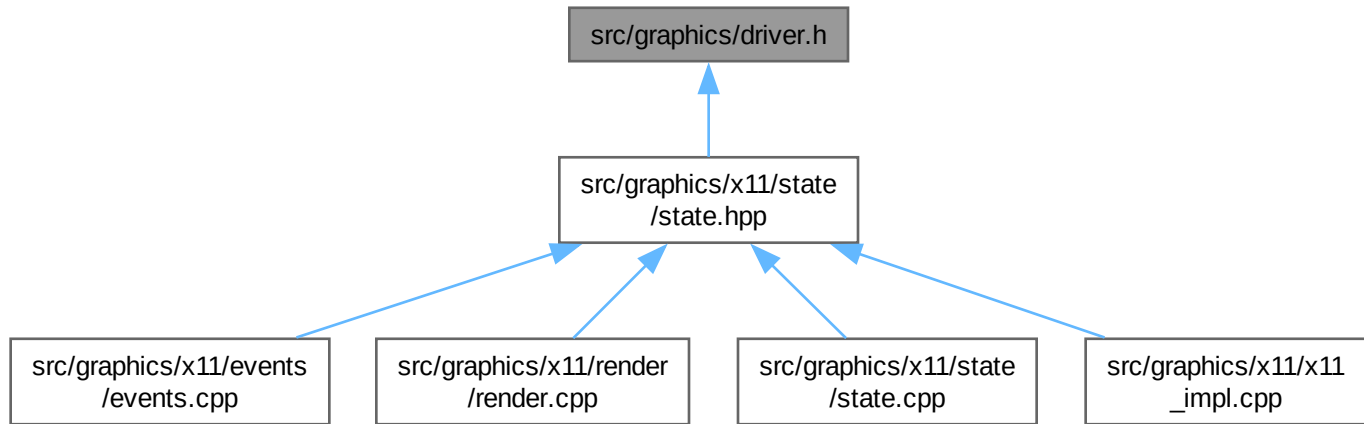 src/graphics/driver.h
src/graphics/x11/state
/state.hpp
src/graphics/x11/events
/events.cpp
src/graphics/x11/render
/render.cpp
src/graphics/x11/state
/state.cpp
src/graphics/x11/x11
_impl.cpp